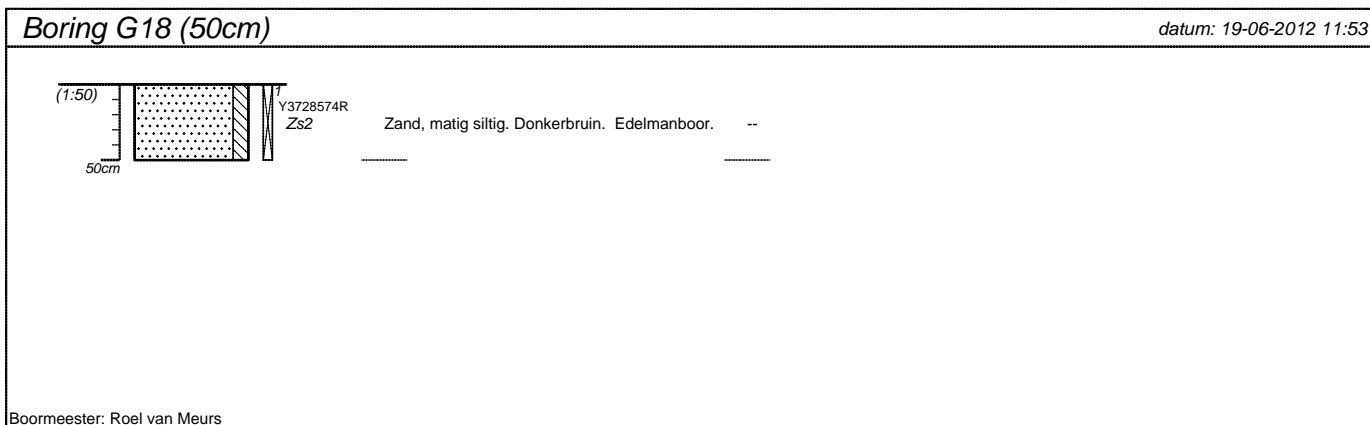 Boring G18 (50cm) datum: 19-06-2012 11:53
(1:50)
1
Y3728574R
Zs2 Zand, matig siltig. Donkerbruin. Edelmanboor. --
50cm
Boormeester: Roel van Meurs